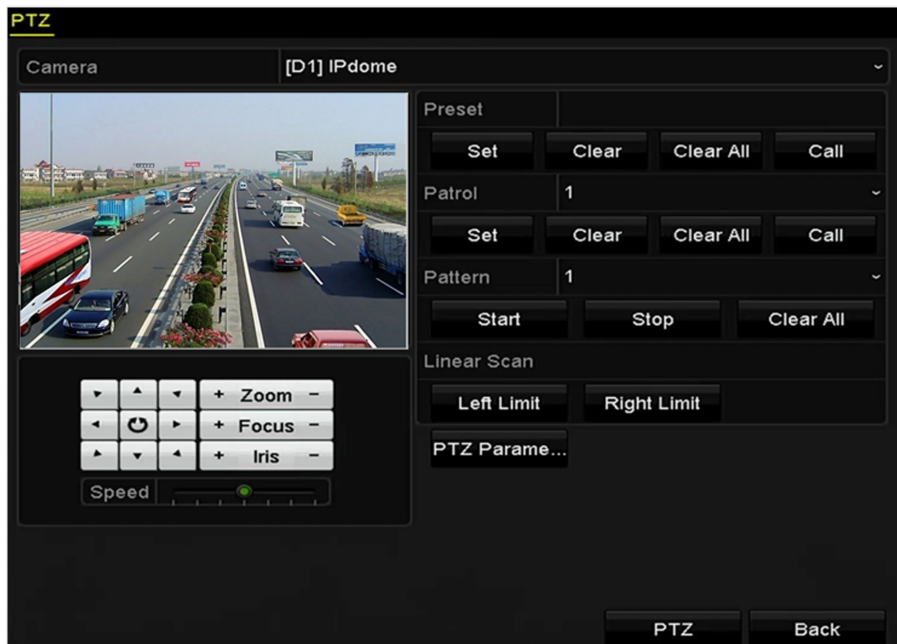 PTZ
Camera [D1] IPdome
Preset
Set Clear Clear All Call
Patrol 1
Set Clear Clear All Call
Pattern 1
Start Stop Clear All
Linear Scan
Left Limit Right Limit
PTZ Parame...
+ Zoom −
+ Focus −
+ Iris −
Speed
PTZ Back